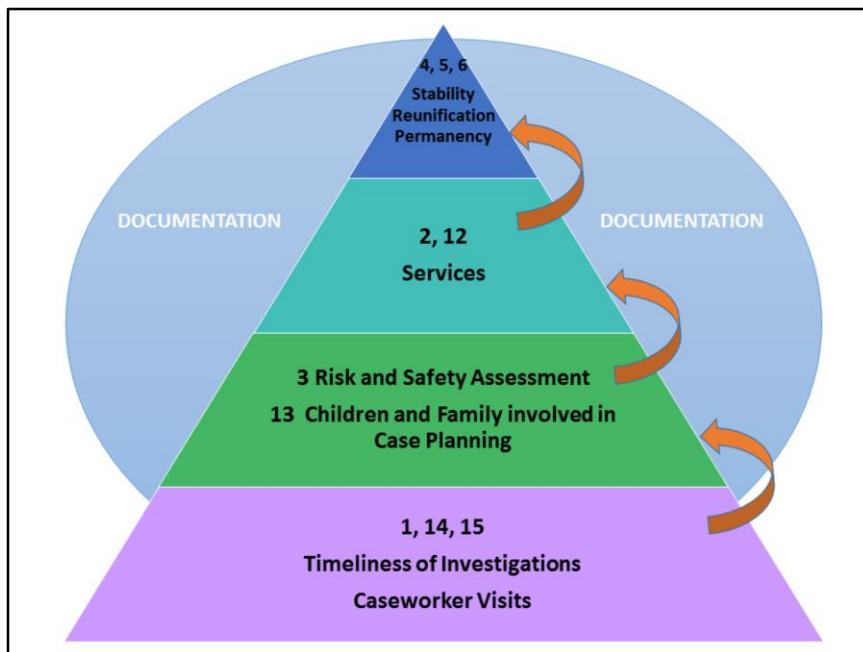 4, 5, 6
Stability
Reunification
Permanency
DOCUMENTATION
DOCUMENTATION
2, 12
Services
3 Risk and Safety Assessment
13 Children and Family involved in
Case Planning
1, 14, 15
Timeliness of Investigations
Caseworker Visits